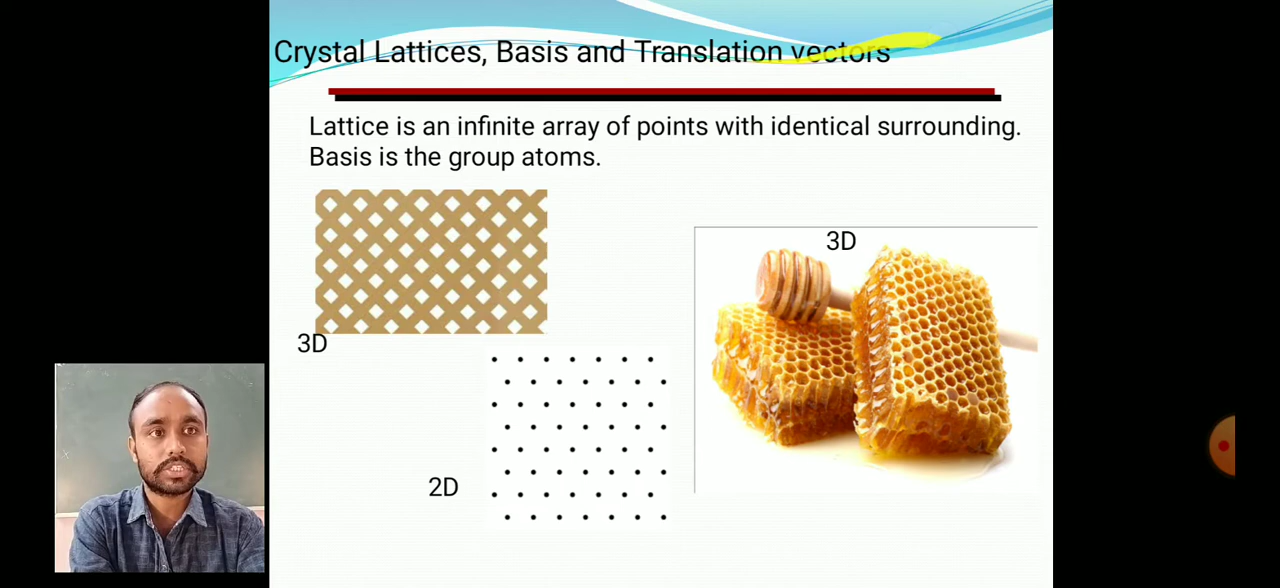 Crystal Lattices, Basis and Translation vectors
Lattice is an infinite array of points with identical surrounding.
Basis is the group atoms.
3D
3D
2D